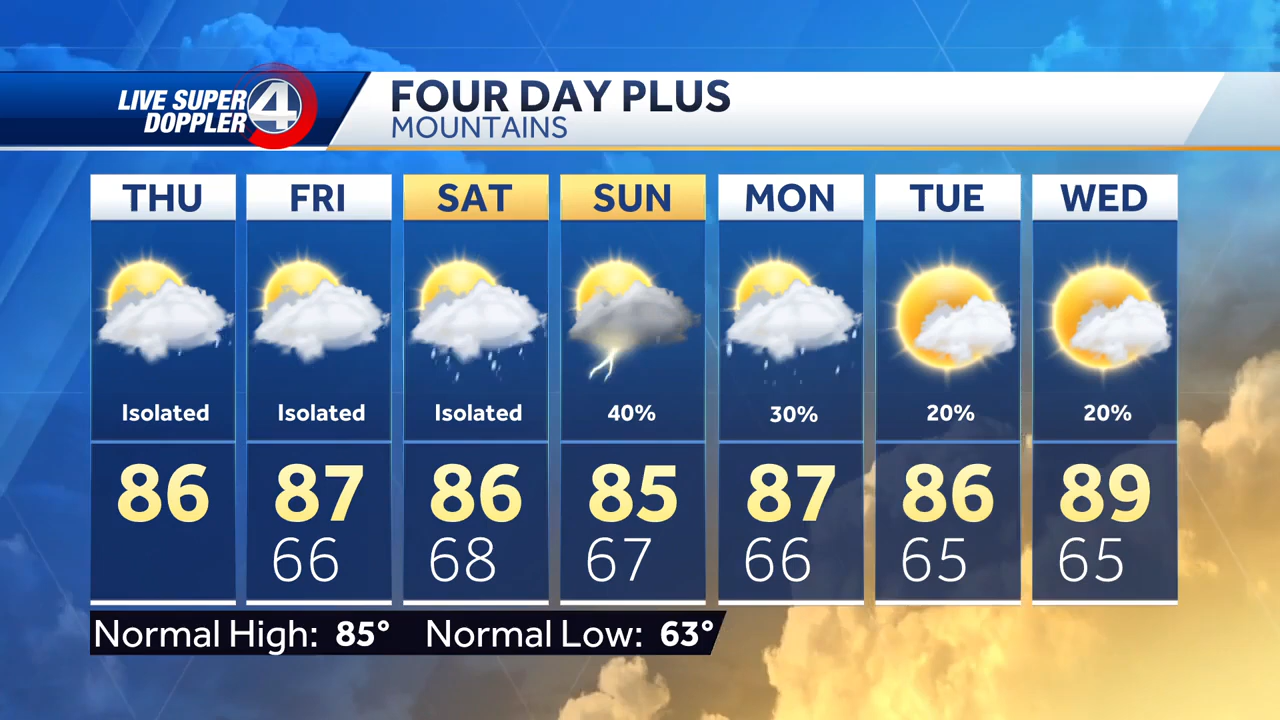 LIVE SUPER
DOPPLER 4
FOUR DAY PLUS
MOUNTAINS
THU FRI SAT SUN MON TUE WED
Isolated Isolated Isolated 40% 30% 20% 20%
86 87 86 85 87 86 89
66 68 67 66 65 65
Normal High: 85° Normal Low: 63°